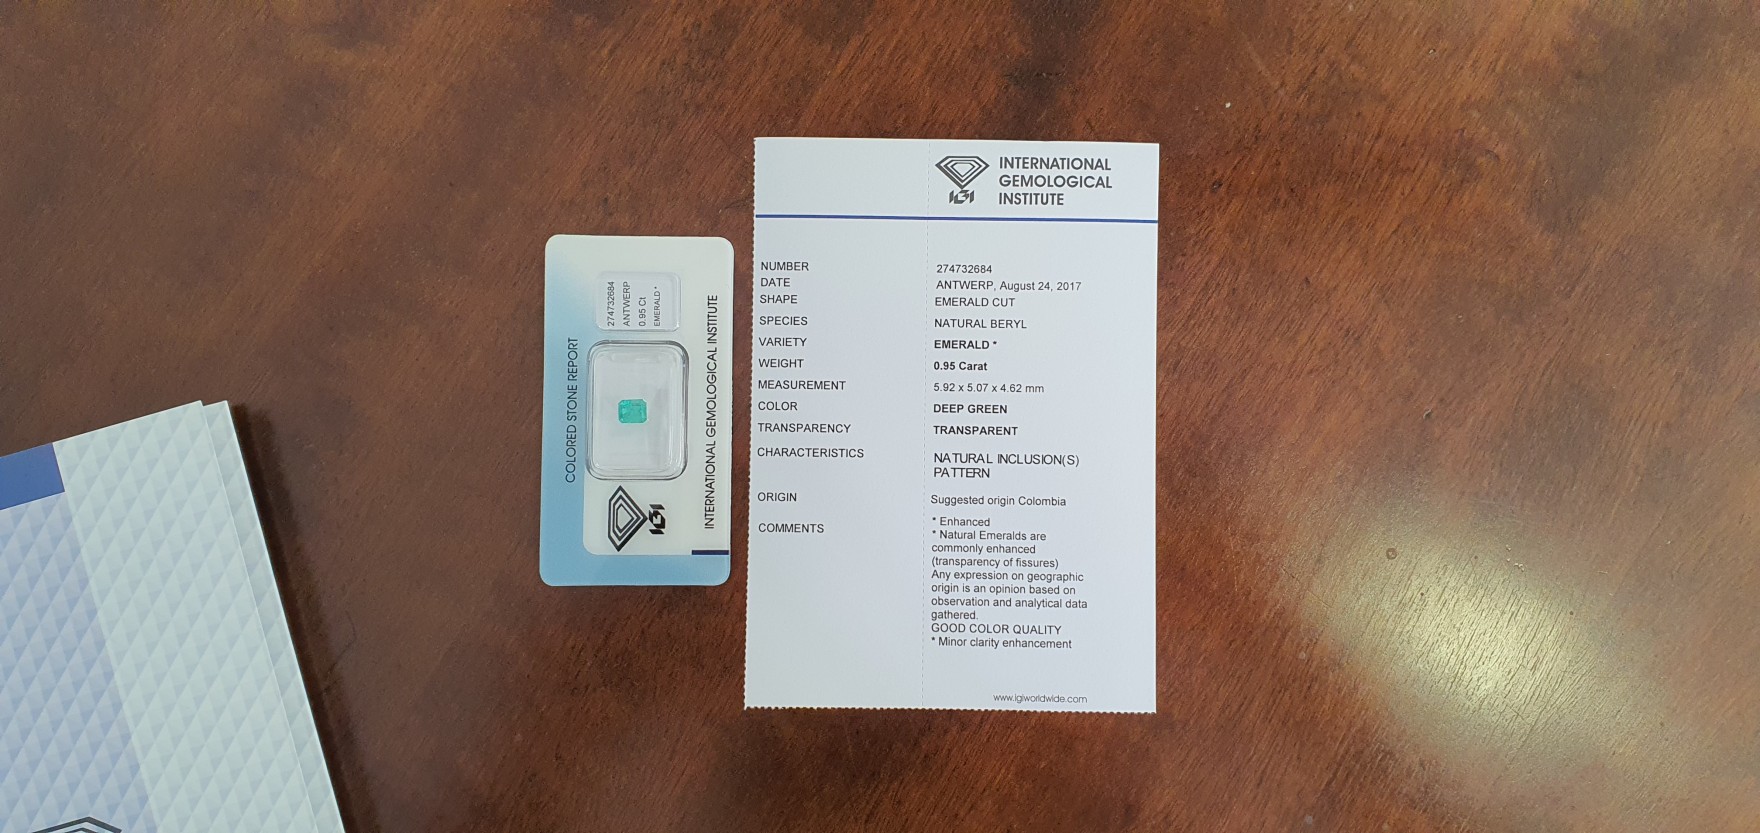 COLORED STONE REPORT
274732684
ANTWERP
0.95 Ct
EMERALD *
IGI
INTERNATIONAL GEMOLOGICAL INSTITUTE
IGI
INTERNATIONAL
GEMOLOGICAL
INSTITUTE
NUMBER 274732684
DATE ANTWERP, August 24, 2017
SHAPE EMERALD CUT
SPECIES NATURAL BERYL
VARIETY EMERALD *
WEIGHT 0.95 Carat
MEASUREMENT 5.92 x 5.07 x 4.62 mm
COLOR DEEP GREEN
TRANSPARENCY TRANSPARENT
CHARACTERISTICS NATURAL INCLUSION(S)
PATTERN
ORIGIN Suggested origin Colombia
COMMENTS * Enhanced
* Natural Emeralds are
commonly enhanced
(transparency of fissures)
Any expression on geographic
origin is an opinion based on
observation and analytical data
gathered.
GOOD COLOR QUALITY
* Minor clarity enhancement
www.igiworldwide.com